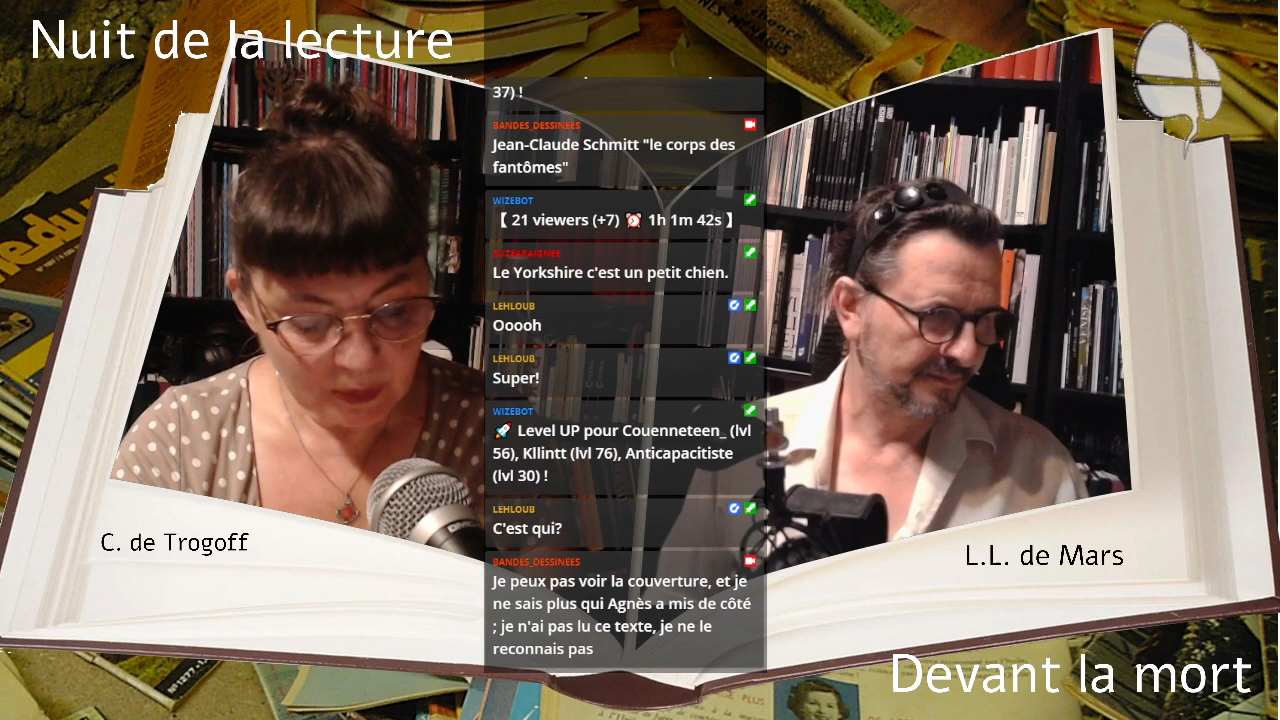 Nuit de la lecture
37) !
BANDES_DESSINEES
Jean-Claude Schmitt "le corps des
fantômes"
WIZEBOT
【 21 viewers (+7) ⏰ 1h 1m 42s 】
Le Yorkshire c'est un petit chien.
LEHLOUB
Ooooh
LEHLOUB
Super!
WIZEBOT
🚀 Level UP pour Couenneteen_ (lvl
56), Kllintt (lvl 76), Anticapacitiste
(lvl 30) !
LEHLOUB
C'est qui?
BANDES_DESSINEES
Je peux pas voir la couverture, et je
ne sais plus qui Agnès a mis de côté
; je n'ai pas lu ce texte, je ne le
reconnais pas
C. de Trogoff
L.L. de Mars
Devant la mort